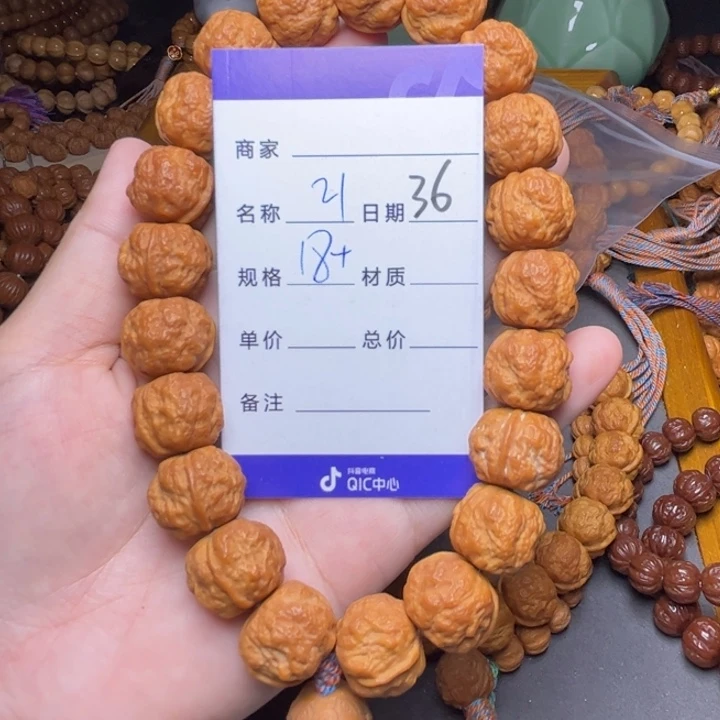 商家
名称 21 日期 36
规格 18+ 材质
单价 总价
备注
抖音电商
QIC中心